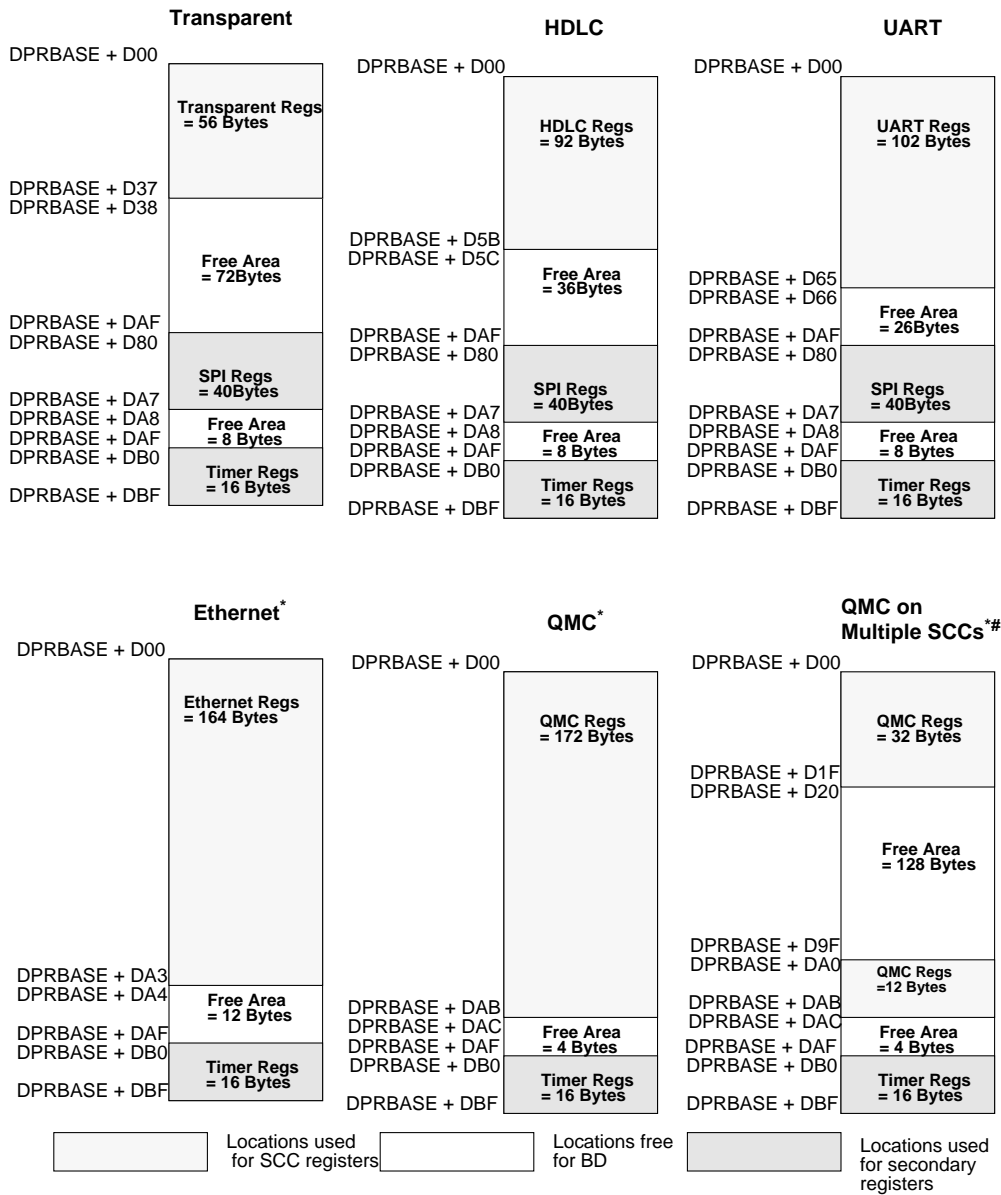 Transparent
DPRBASE + D00
Transparent Regs
= 56 Bytes
DPRBASE + D37
DPRBASE + D38
Free Area
= 72Bytes
DPRBASE + DAF
DPRBASE + D80
SPI Regs
= 40Bytes
DPRBASE + DA7
DPRBASE + DA8
Free Area
= 8 Bytes
DPRBASE + DAF
DPRBASE + DB0
Timer Regs
= 16 Bytes
DPRBASE + DBF
HDLC
DPRBASE + D00
HDLC Regs
= 92 Bytes
DPRBASE + D5B
DPRBASE + D5C
Free Area
= 36Bytes
DPRBASE + DAF
DPRBASE + D80
SPI Regs
= 40Bytes
DPRBASE + DA7
DPRBASE + DA8
Free Area
= 8 Bytes
DPRBASE + DAF
DPRBASE + DB0
Timer Regs
= 16 Bytes
DPRBASE + DBF
UART
DPRBASE + D00
UART Regs
= 102 Bytes
DPRBASE + D65
DPRBASE + D66
Free Area
= 26Bytes
DPRBASE + DAF
DPRBASE + D80
SPI Regs
= 40Bytes
DPRBASE + DA7
DPRBASE + DA8
Free Area
= 8 Bytes
DPRBASE + DAF
DPRBASE + DB0
Timer Regs
= 16 Bytes
DPRBASE + DBF
Ethernet*
DPRBASE + D00
Ethernet Regs
= 164 Bytes
DPRBASE + DA3
DPRBASE + DA4
Free Area
= 12 Bytes
DPRBASE + DAF
DPRBASE + DB0
Timer Regs
= 16 Bytes
DPRBASE + DBF
QMC*
DPRBASE + D00
QMC Regs
= 172 Bytes
DPRBASE + DAB
DPRBASE + DAC
Free Area
= 4 Bytes
DPRBASE + DAF
DPRBASE + DB0
Timer Regs
= 16 Bytes
DPRBASE + DBF
QMC on
Multiple SCCs*#
DPRBASE + D00
QMC Regs
= 32 Bytes
DPRBASE + D1F
DPRBASE + D20
Free Area
= 128 Bytes
DPRBASE + D9F
DPRBASE + DA0
QMC Regs
=12 Bytes
DPRBASE + DAB
DPRBASE + DAC
Free Area
= 4 Bytes
DPRBASE + DAF
DPRBASE + DB0
Timer Regs
= 16 Bytes
DPRBASE + DBF
Locations used
for SCC registers
Locations free
for BD
Locations used
for secondary
registers